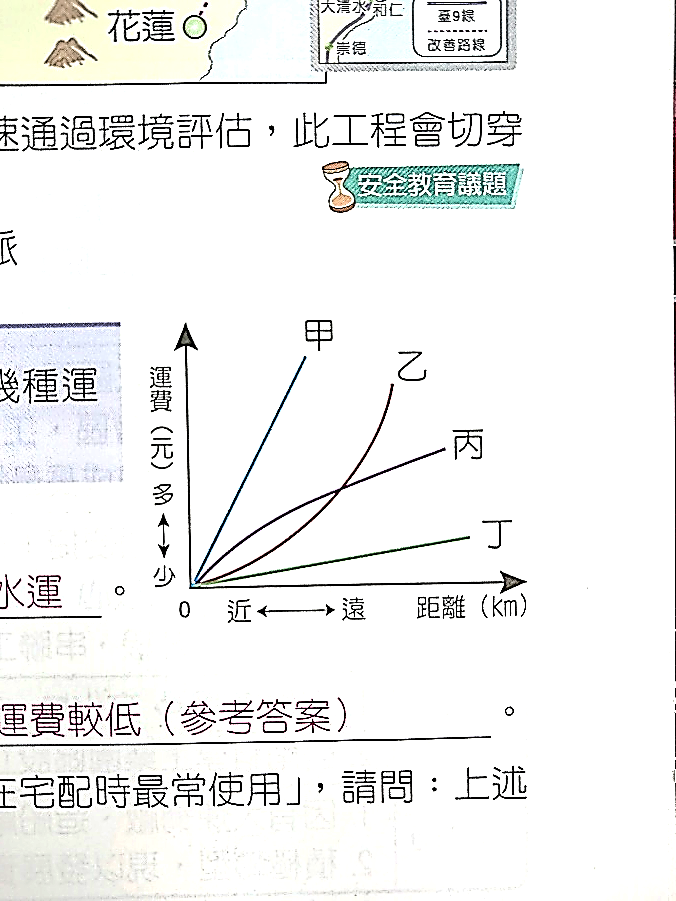 花蓮
大清水 和仁
崇德
臺9線
改善路線
速通過環境評估，此工程會切穿
安全教育議題
派
幾種運
甲
乙
丙
丁
運費（元）多
少
0 近 遠 距離（km）
水運。
運費較低（參考答案）。
在宅配時最常使用」，請問：上述